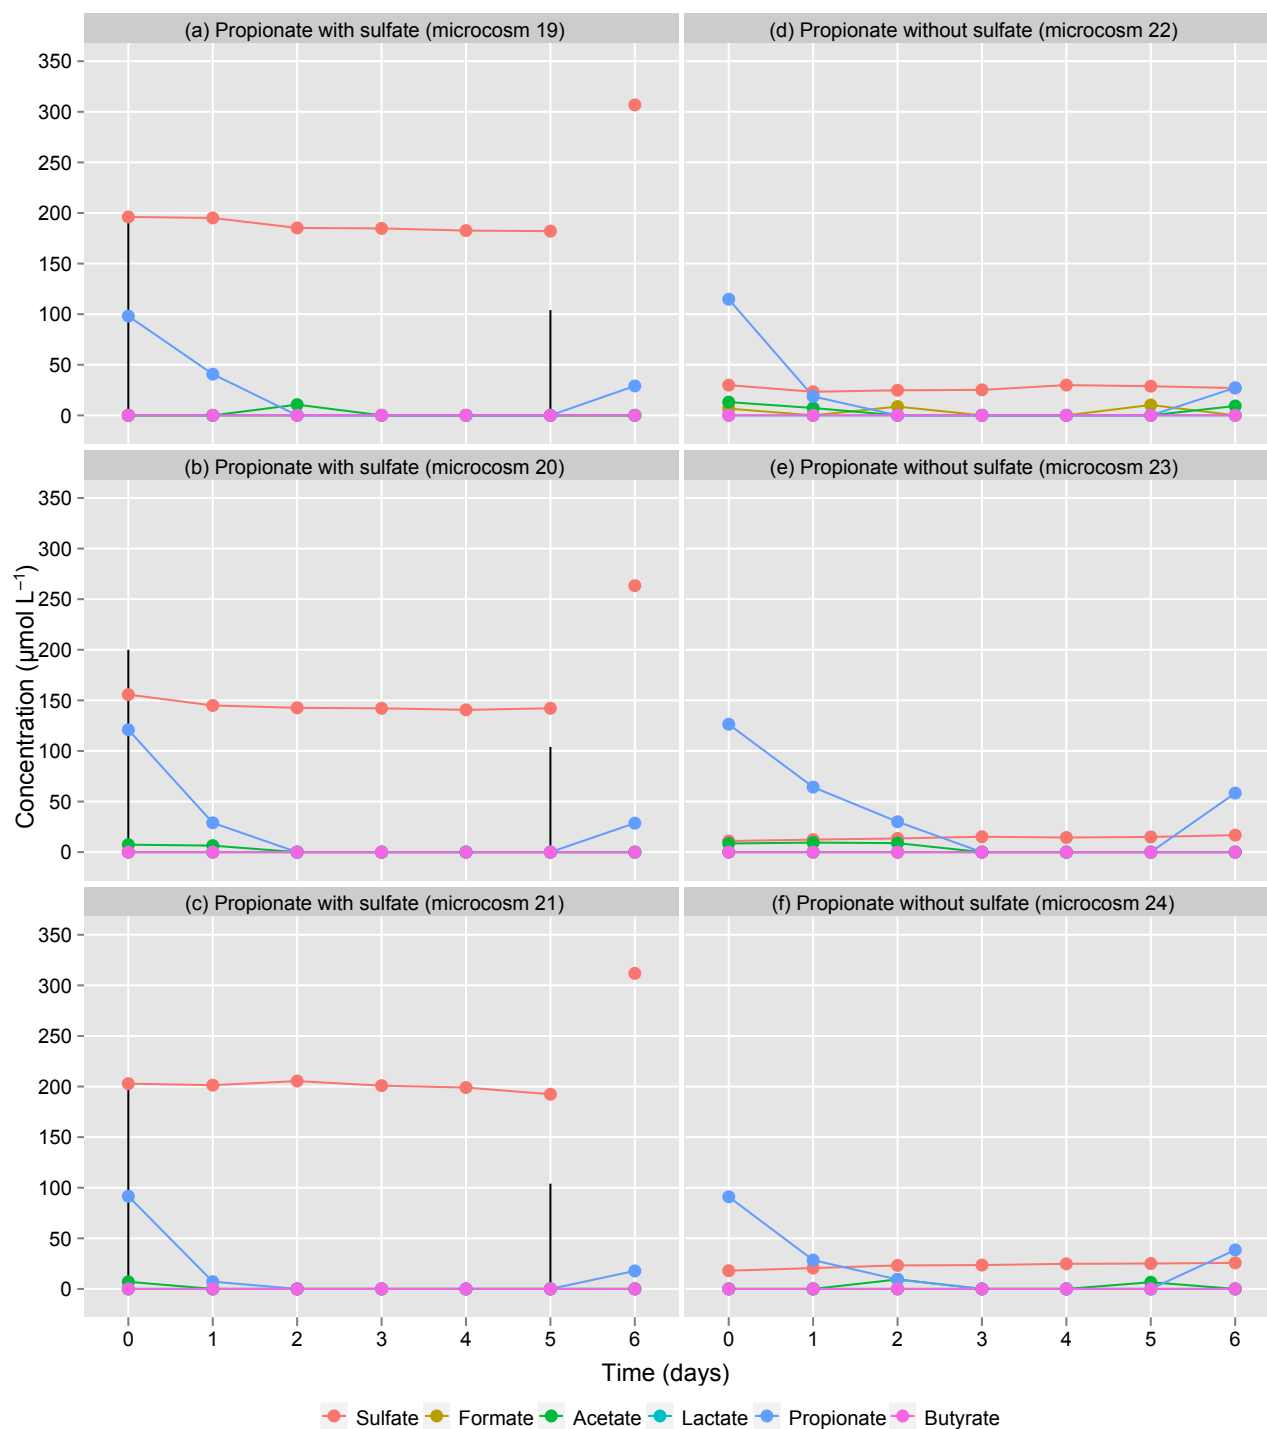 (a) Propionate with sulfate (microcosm 19)
(d) Propionate without sulfate (microcosm 22)
350
300
250
200
150
100
50
0
(b) Propionate with sulfate (microcosm 20)
(e) Propionate without sulfate (microcosm 23)
350
300
250
200
150
100
50
0
Concentration (µmol L⁻¹)
(c) Propionate with sulfate (microcosm 21)
(f) Propionate without sulfate (microcosm 24)
350
300
250
200
150
100
50
0
0 1 2 3 4 5 6 0 1 2 3 4 5 6
Time (days)
Sulfate Formate Acetate Lactate Propionate Butyrate